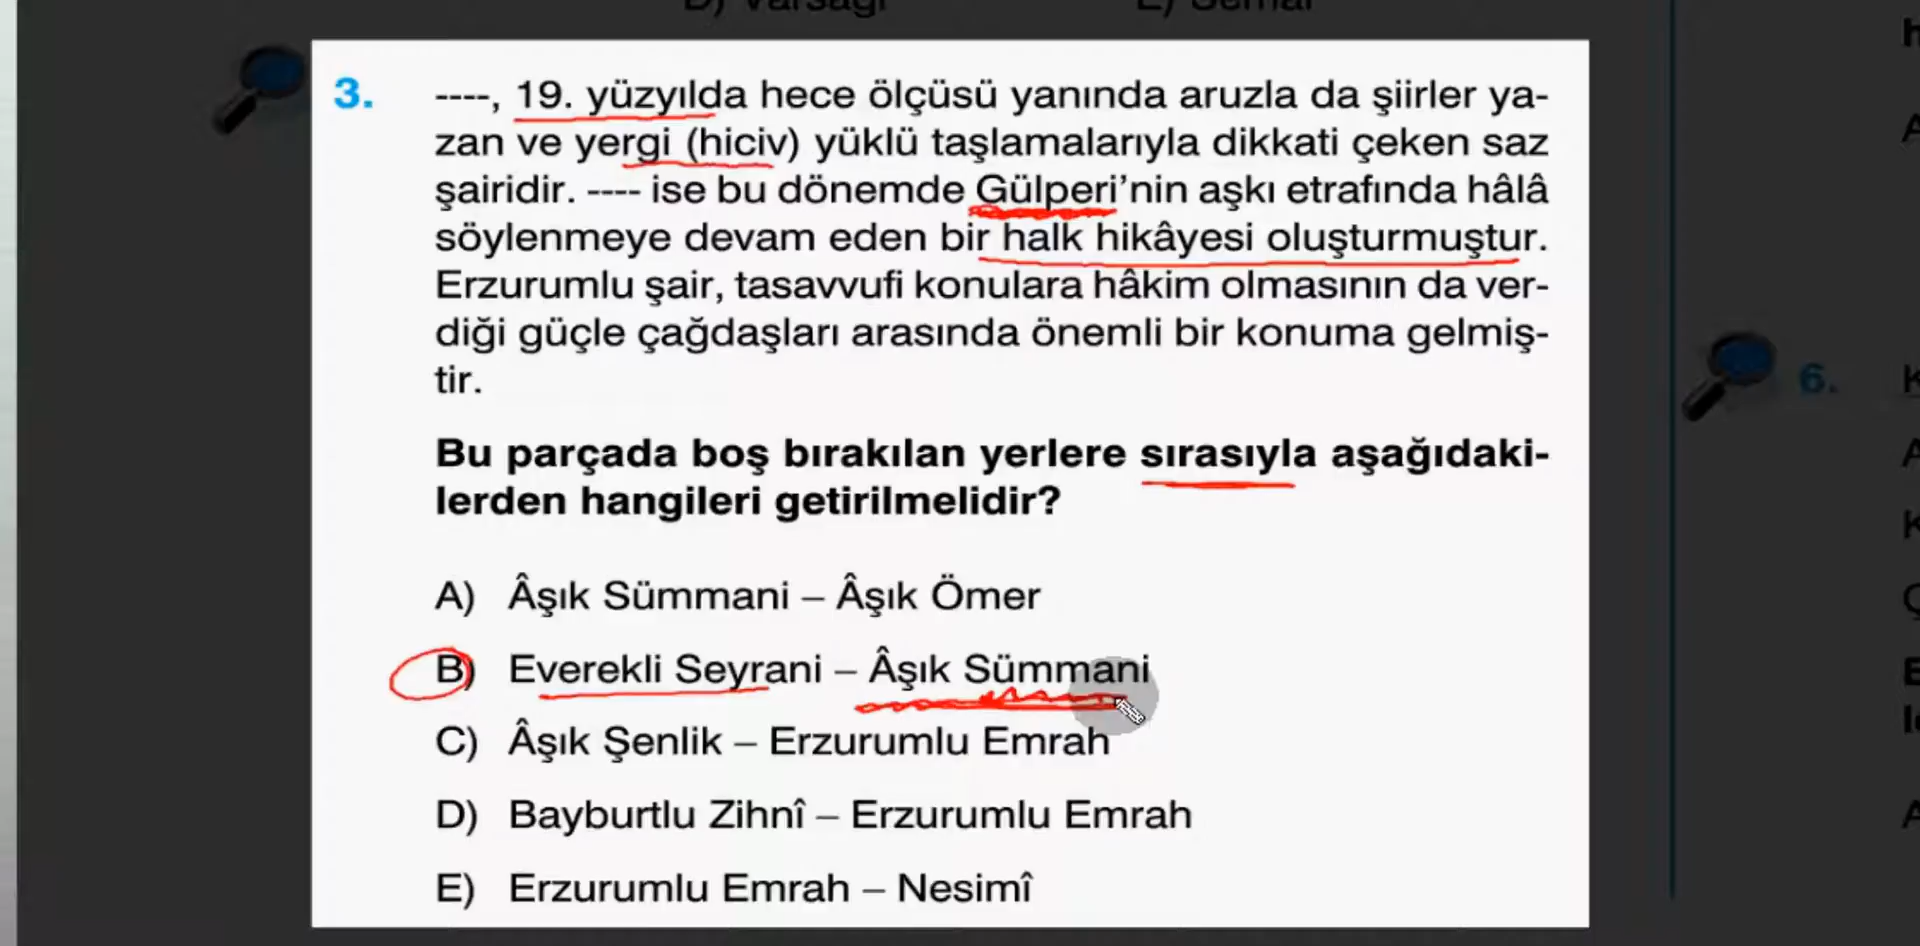 D) Varsağı E) Semai
3. ----, 19. yüzyılda hece ölçüsü yanında aruzla da şiirler ya-
zan ve yergi (hiciv) yüklü taşlamalarıyla dikkati çeken saz
şairidir. ---- ise bu dönemde Gülperi’nin aşkı etrafında hâlâ
söylenmeye devam eden bir halk hikâyesi oluşturmuştur.
Erzurumlu şair, tasavvufi konulara hâkim olmasının da ver-
diği güçle çağdaşları arasında önemli bir konuma gelmiş-
tir.
Bu parçada boş bırakılan yerlere sırasıyla aşağıdaki-
lerden hangileri getirilmelidir?
A) Âşık Sümmani – Âşık Ömer
B) Everekli Seyrani – Âşık Sümmani
C) Âşık Şenlik – Erzurumlu Emrah
D) Bayburtlu Zihnî – Erzurumlu Emrah
E) Erzurumlu Emrah – Nesimî
6.